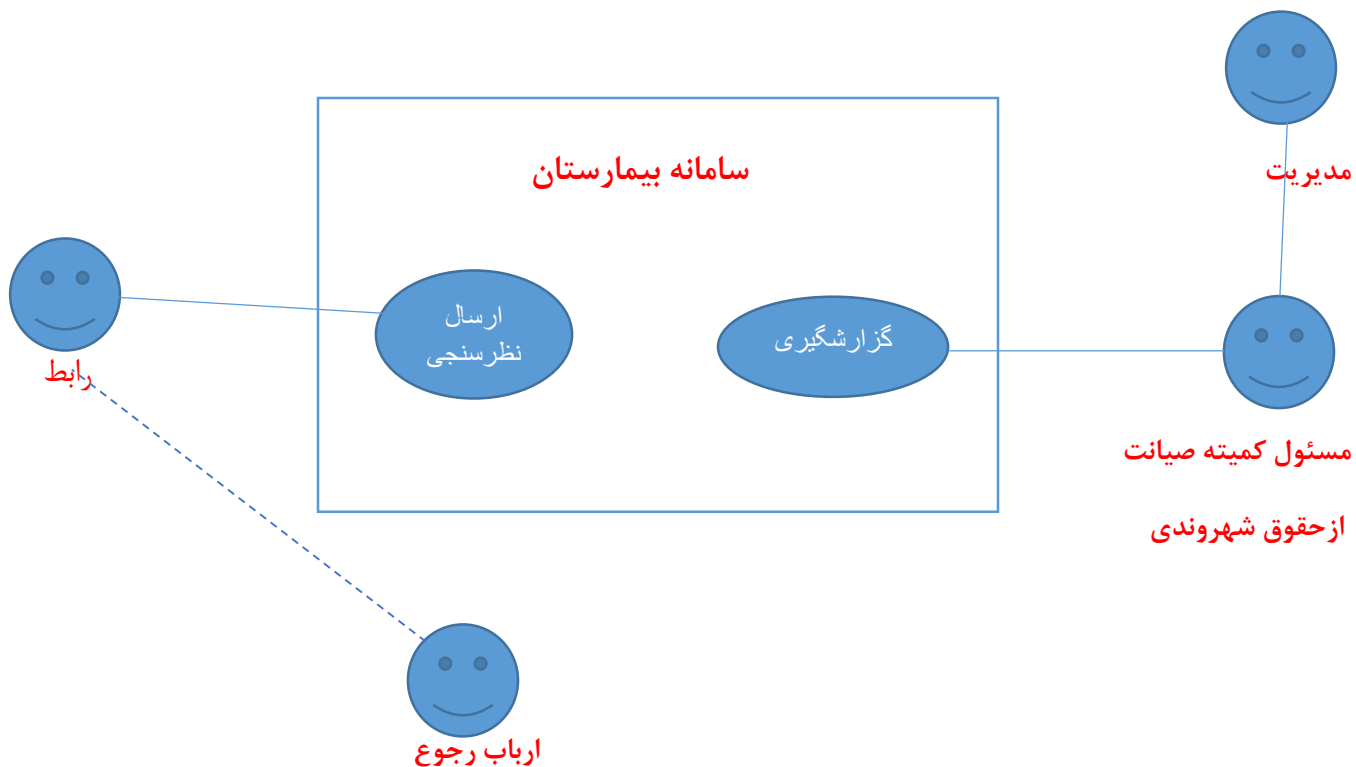 سامانه بیمارستان
مدیریت
ارسال
نظرسنجی
گزارشگیری
رابط
مسئول کمیته صیانت
ازحقوق شهروندی
ارباب رجوع